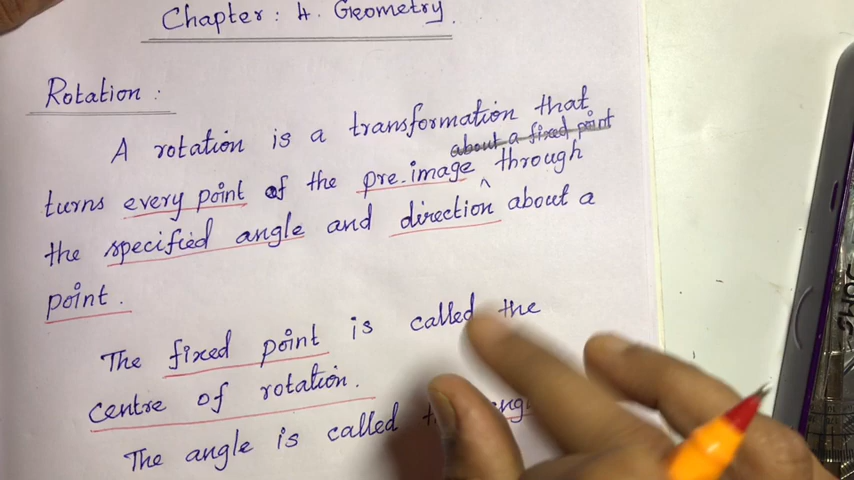 Chapter: 4. Geometry.
Rotation:
A rotation is a transformation that
about a fixed point
turns every point of the pre-image ^ through
the specified angle and direction about a
point.
The fixed point is called the
centre of rotation.
The angle is called